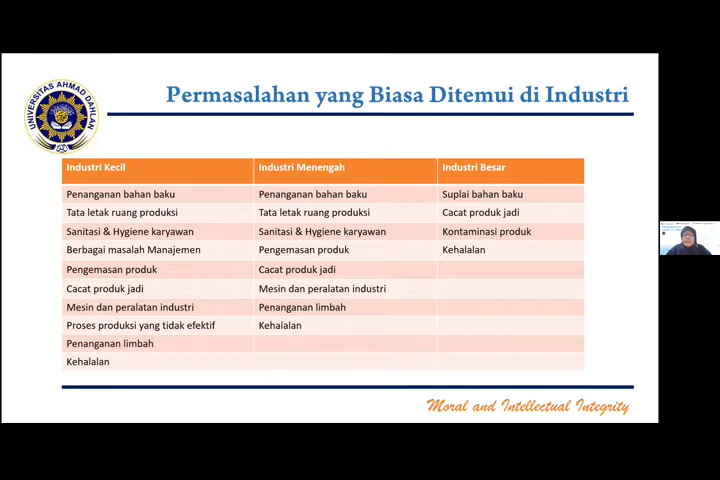 UNIVERSITAS AHMAD DAHLAN
Permasalahan yang Biasa Ditemui di Industri
Industri Kecil Industri Menengah Industri Besar
Penanganan bahan baku Penanganan bahan baku Suplai bahan baku
Tata letak ruang produksi Tata letak ruang produksi Cacat produk jadi
Sanitasi & Hygiene karyawan Sanitasi & Hygiene karyawan Kontaminasi produk
Berbagai masalah Manajemen Pengemasan produk Kehalalan
Pengemasan produk Cacat produk jadi
Cacat produk jadi Mesin dan peralatan industri
Mesin dan peralatan industri Penanganan limbah
Proses produksi yang tidak efektif Kehalalan
Penanganan limbah
Kehalalan
Moral and Intellectual Integrity